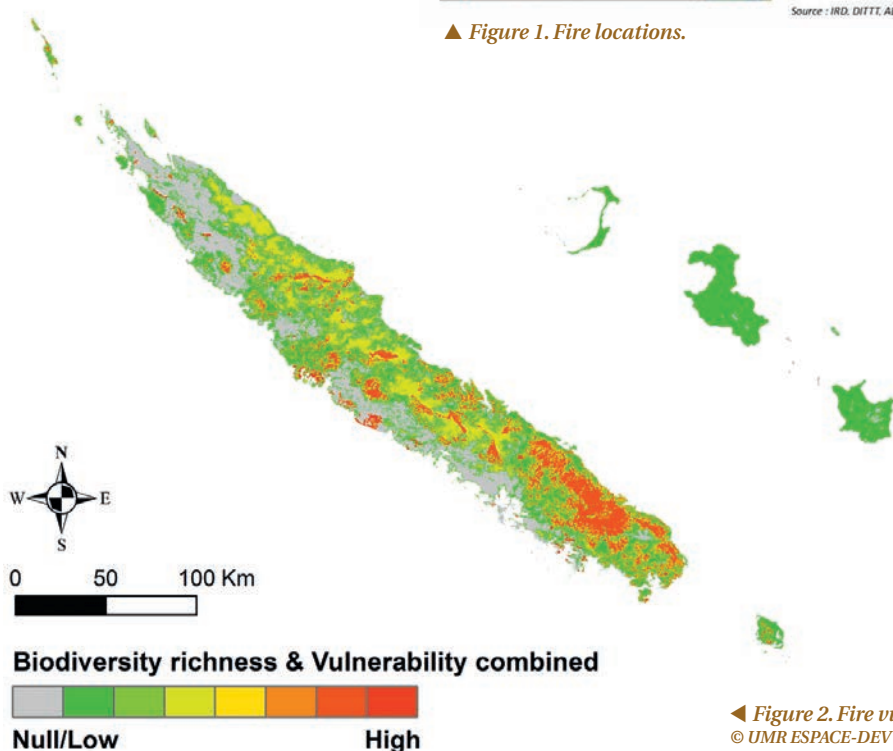 Source : IRD, DITTT,
▲ Figure 1. Fire locations.
N
W E
S
0 50 100 Km
Biodiversity richness & Vulnerability combined
Null/Low High
◄ Figure 2. Fire
© UMR ESPACE-DEV